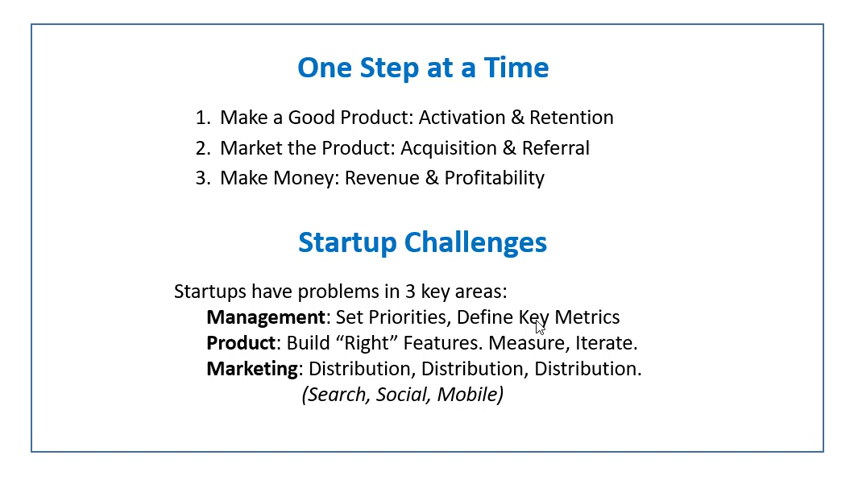 One Step at a Time
1. Make a Good Product: Activation & Retention
2. Market the Product: Acquisition & Referral
3. Make Money: Revenue & Profitability
Startup Challenges
Startups have problems in 3 key areas:
Management: Set Priorities, Define Key Metrics
Product: Build “Right” Features. Measure, Iterate.
Marketing: Distribution, Distribution, Distribution.
(Search, Social, Mobile)